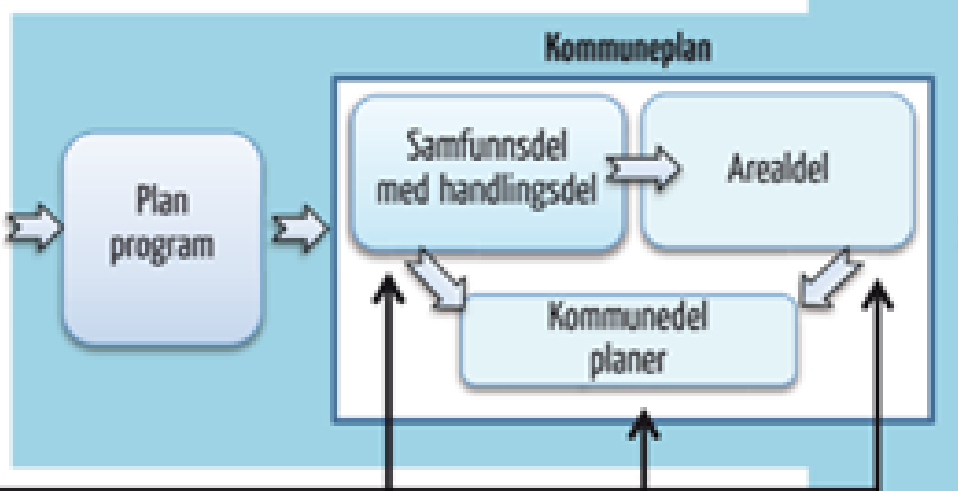 Kommuneplan
Plan
program
Samfunnsdel
med handlingsdel
Arealdel
Kommunedel
planer